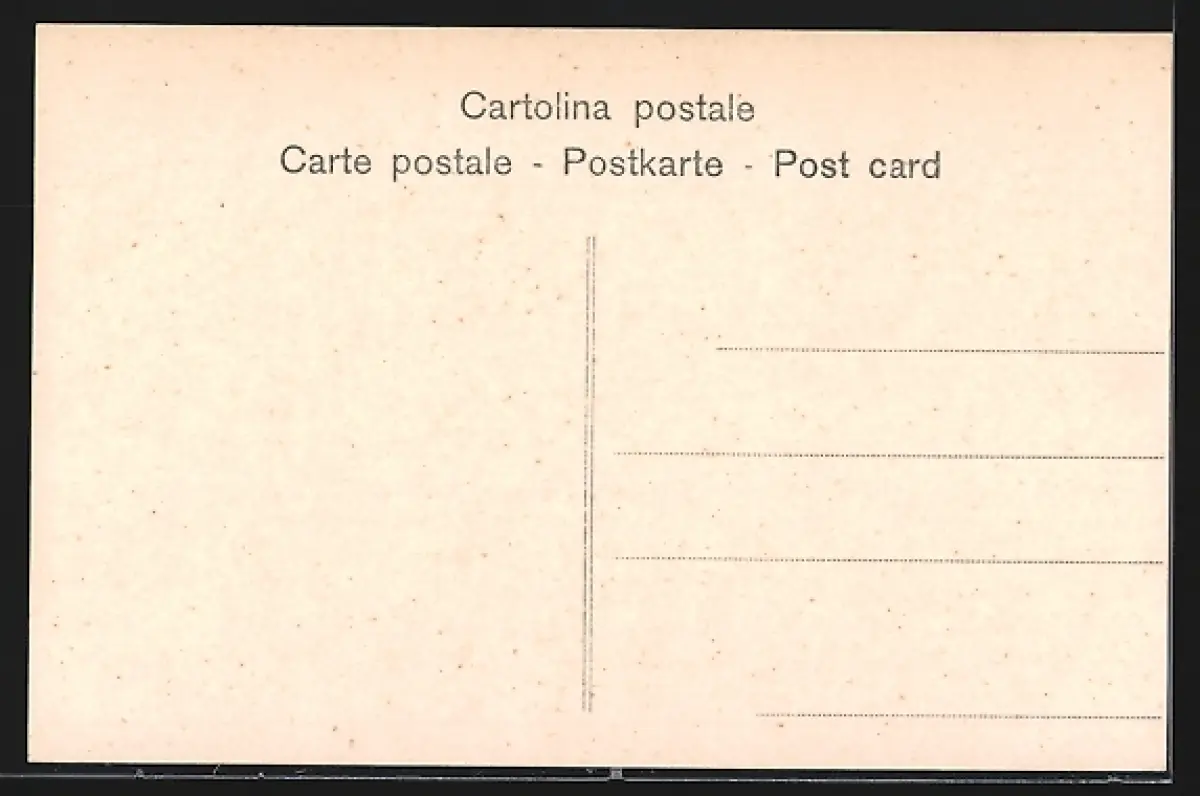 Cartolina postale
Carte postale - Postkarte - Post card